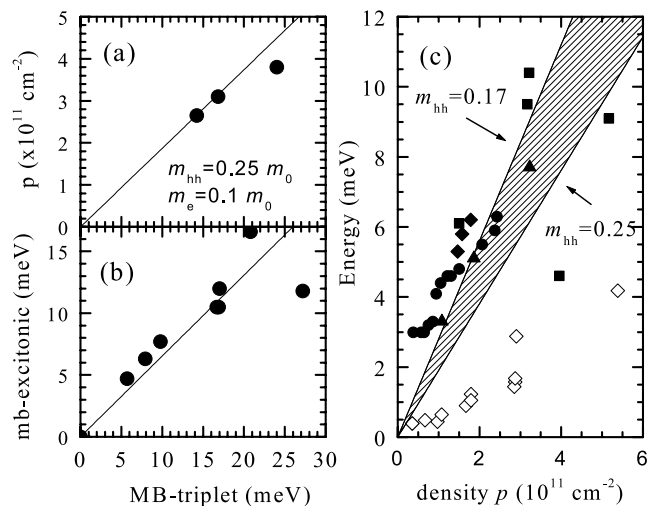 (a)
p (x10¹¹ cm⁻²)
5
4
3
2
1
0
m_hh=0.25 m_0
m_e=0.1 m_0
(b)
mb-excitonic (meV)
15
10
5
0
0 5 10 15 20 25 30
MB-triplet (meV)
(c)
Energy (meV)
12
10
8
6
4
2
0
m_hh=0.17
m_hh=0.25
0 2 4 6
density p (10¹¹ cm⁻²)